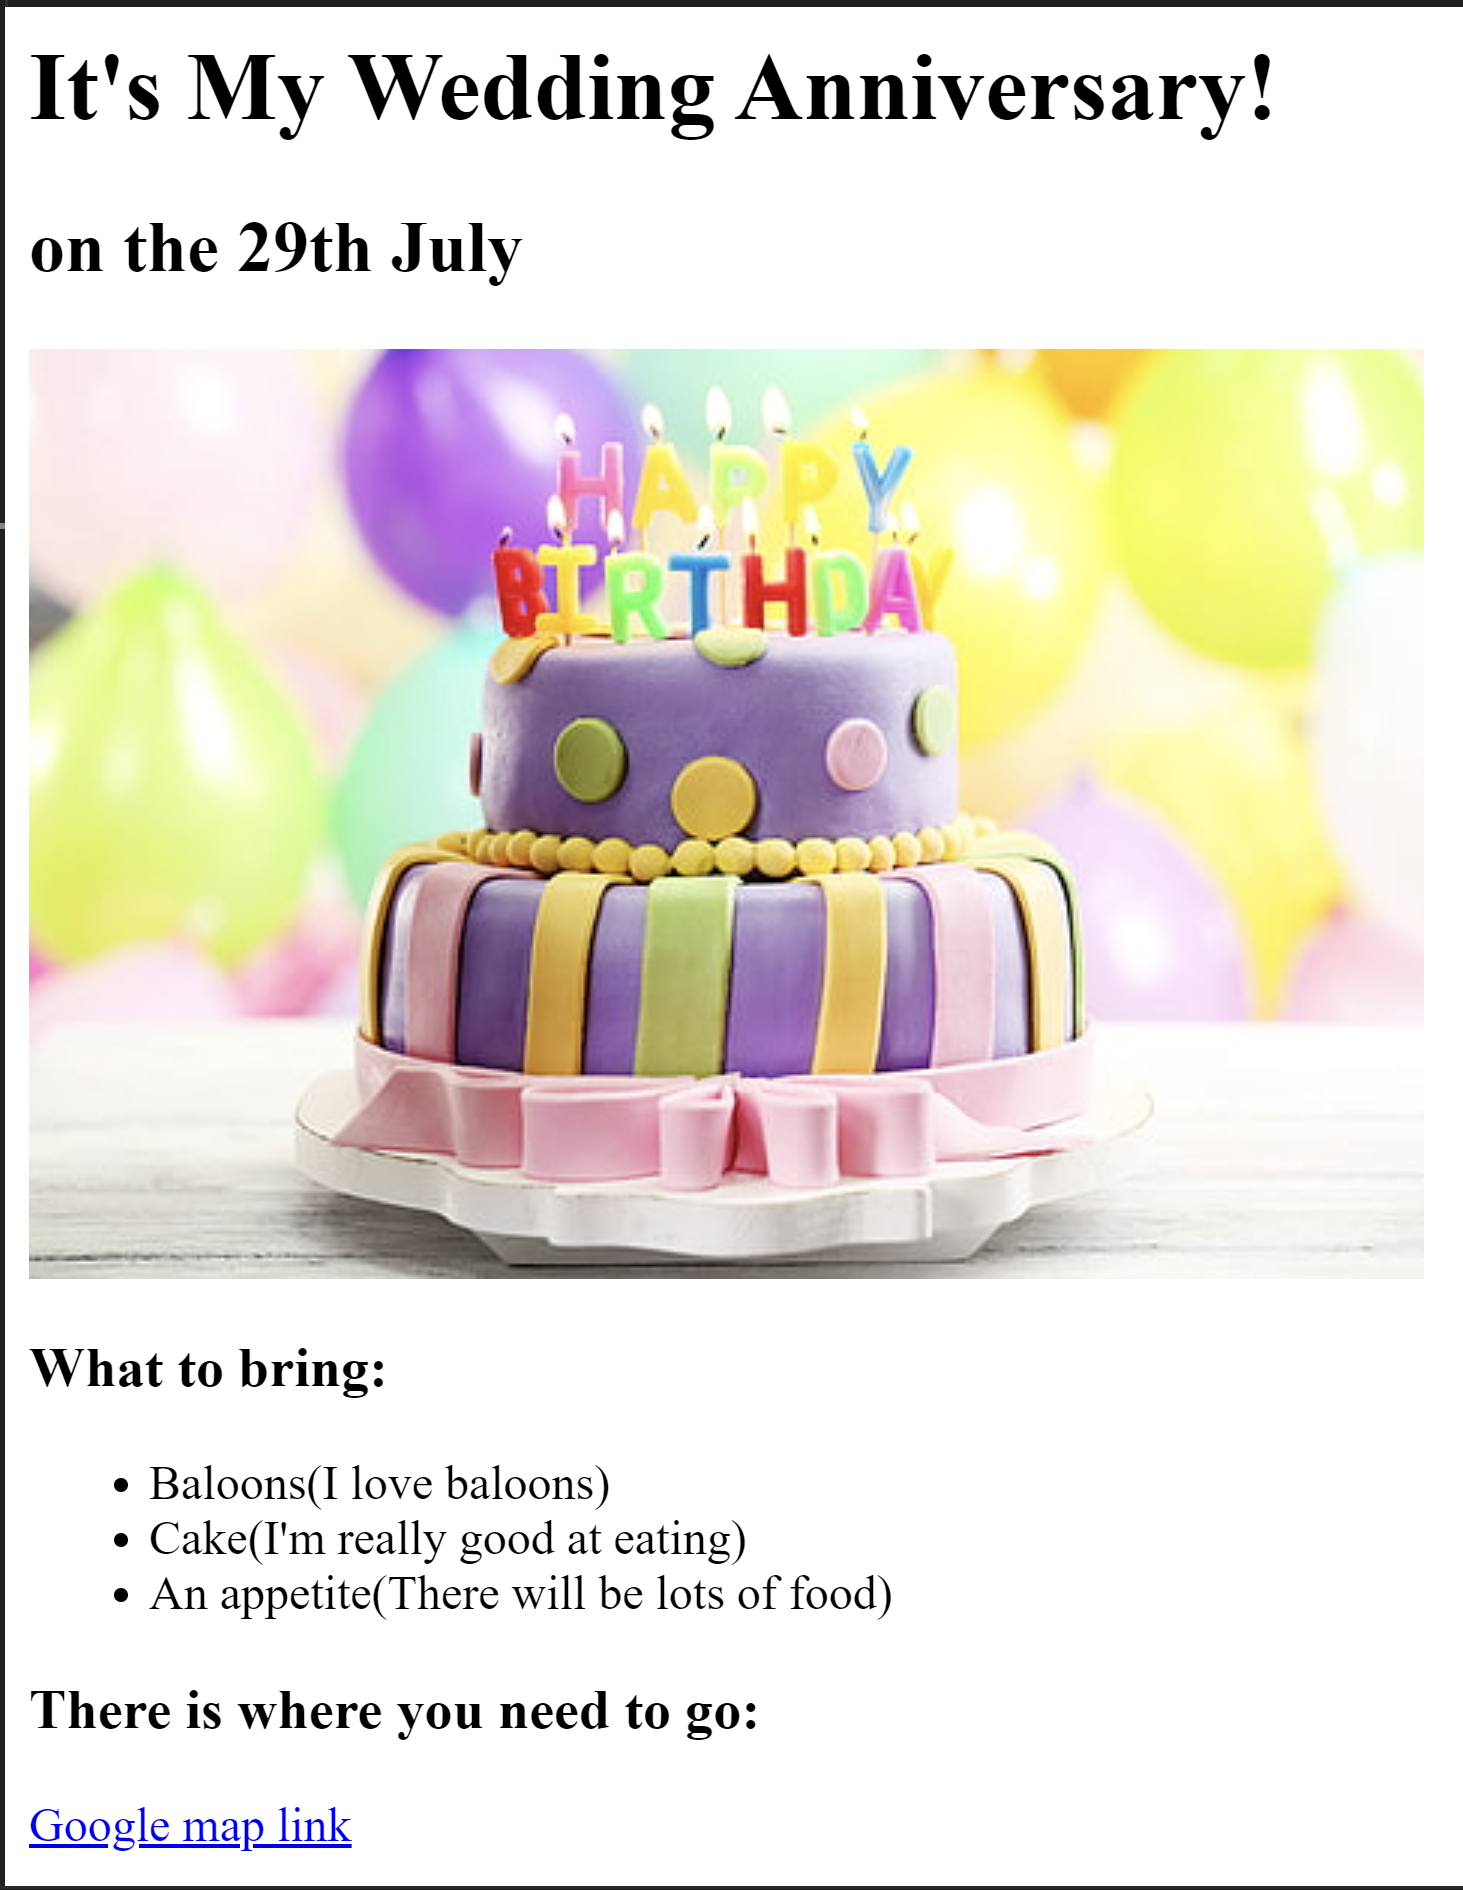 It's My Wedding Anniversary!
on the 29th July
HAPPY
BIRTHDAY
What to bring:
Baloons(I love baloons)
Cake(I'm really good at eating)
An appetite(There will be lots of food)
There is where you need to go:
Google map link